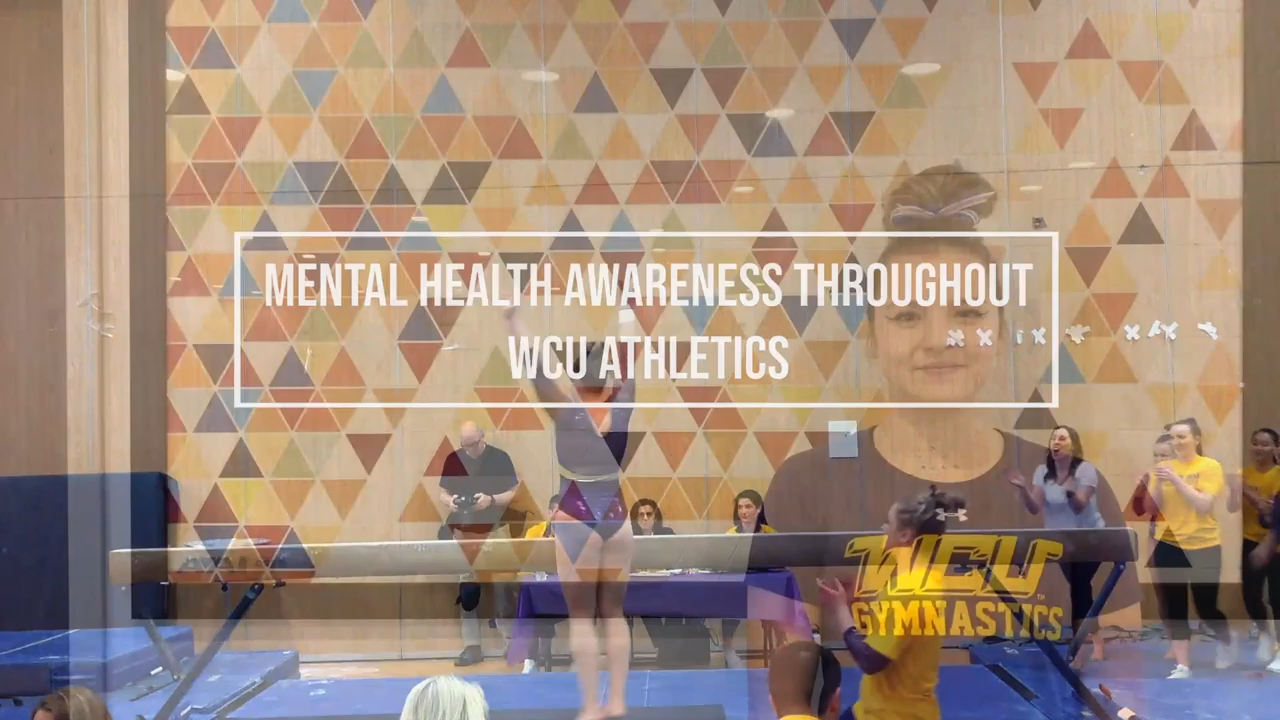 MENTAL HEALTH AWARENESS THROUGHOUT
WCU ATHLETICS
WCU
GYMNASTICS